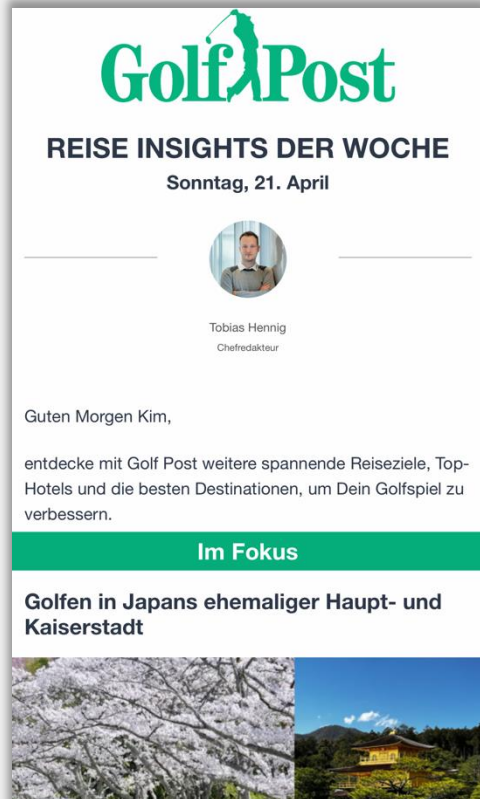 Golf Post
REISE INSIGHTS DER WOCHE
Sonntag, 21. April
Tobias Hennig
Chefredakteur
Guten Morgen Kim,
entdecke mit Golf Post weitere spannende Reiseziele, Top-
Hotels und die besten Destinationen, um Dein Golfspiel zu
verbessern.
Im Fokus
Golfen in Japans ehemaliger Haupt- und
Kaiserstadt